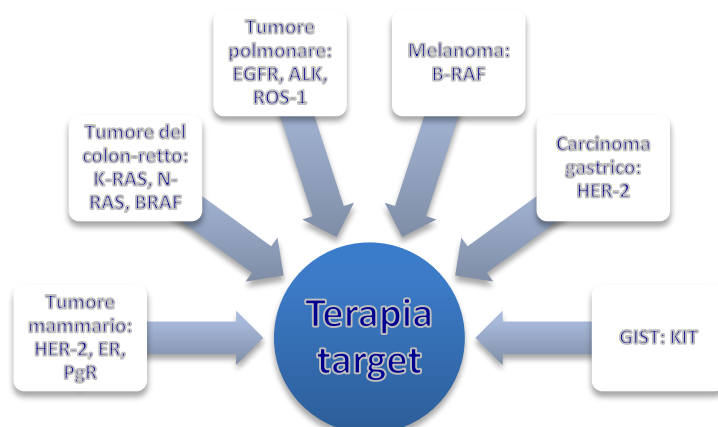 Tumore
polmonare:
EGFR, ALK,
ROS-1
Melanoma:
B-RAF
Tumore del
colon-retto:
K-RAS, N-
RAS, BRAF
Carcinoma
gastrico:
HER-2
Tumore
mammario:
HER-2, ER,
PgR
Terapia
target
GIST: KIT